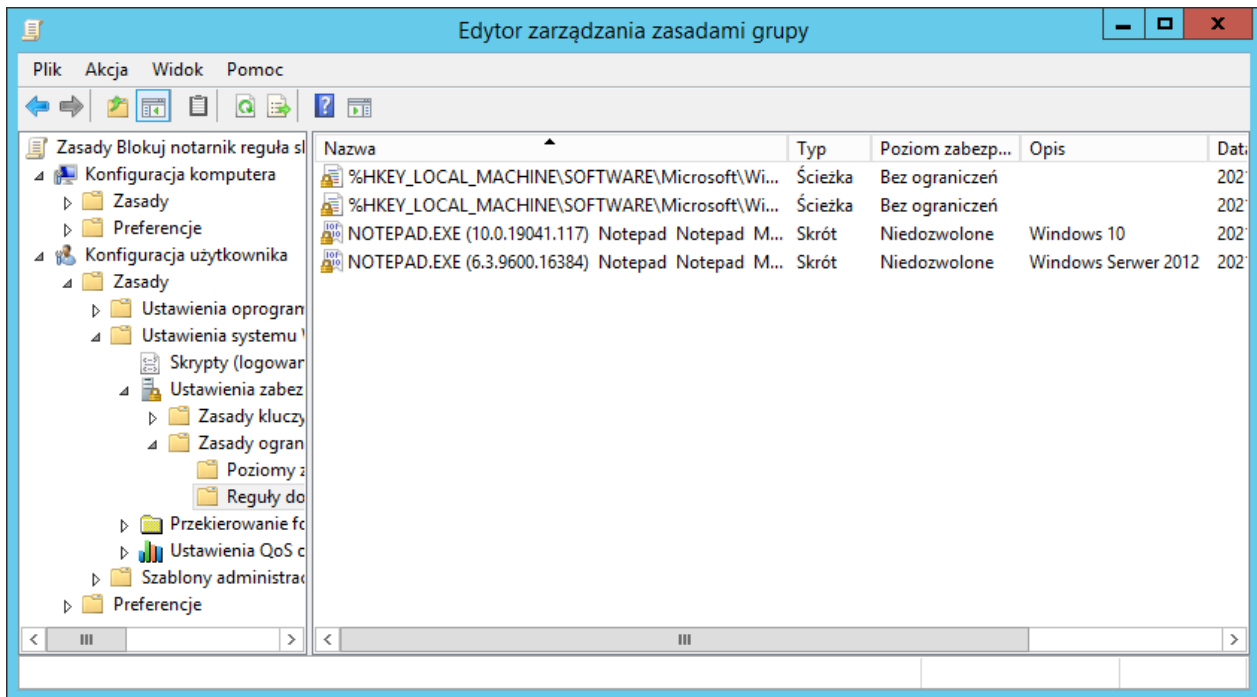 Edytor zarządzania zasadami grupy
Plik Akcja Widok Pomoc
Zasady Blokuj notarnik reguła sl
Konfiguracja komputera
Zasady
Preferencje
Konfiguracja użytkownika
Zasady
Ustawienia oprogram
Ustawienia systemu
Skrypty (logowar
Ustawienia zabez
Zasady kluczy
Zasady ogran
Poziomy z
Reguły do
Przekierowanie fo
Ustawienia QoS o
Szablony administrac
Preferencje
Nazwa Typ Poziom zabezp... Opis Data
%HKEY_LOCAL_MACHINE\SOFTWARE\Microsoft\Wi... Ścieżka Bez ograniczeń 202
%HKEY_LOCAL_MACHINE\SOFTWARE\Microsoft\Wi... Ścieżka Bez ograniczeń 202
NOTEPAD.EXE (10.0.19041.117) Notepad Notepad M... Skrót Niedozwolone Windows 10 202
NOTEPAD.EXE (6.3.9600.16384) Notepad Notepad M... Skrót Niedozwolone Windows Serwer 2012 202